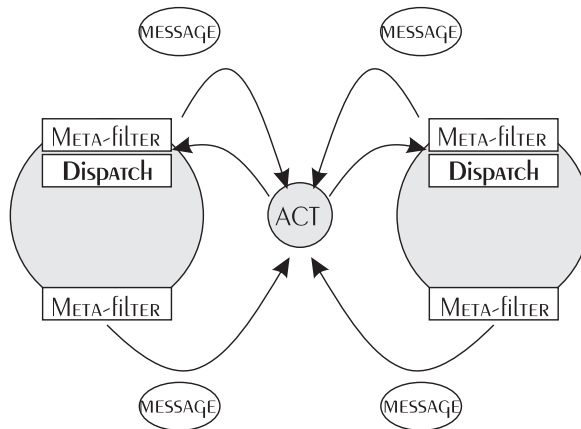 MESSAGE
MESSAGE
META-filter
META-filter
DispATCH
DispATCH
ACT
META-filter
META-filter
MESSAGE
MESSAGE